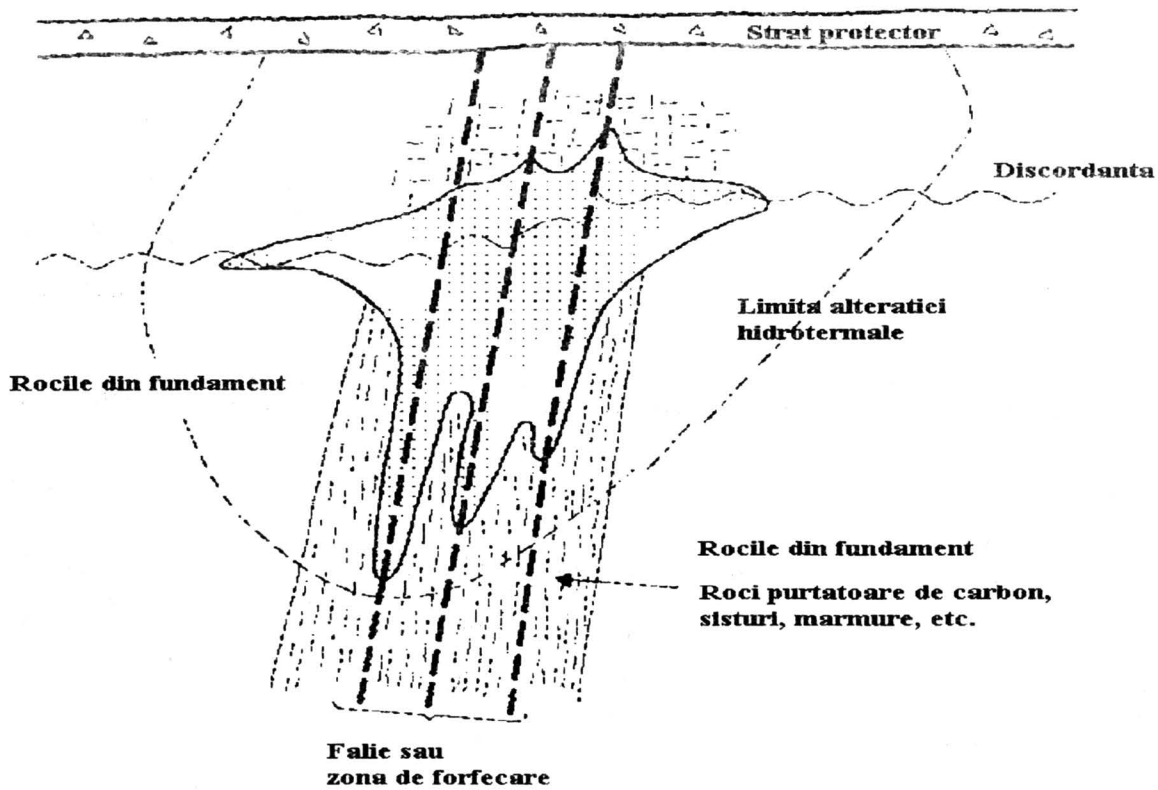 Strat protector
Discordanta
Limita alteratiei
hidrotermale
Rocile din fundament
Rocile din fundament
Roci purtatoare de carbon,
sisturi, marmure, etc.
Falie sau
zona de forfecare